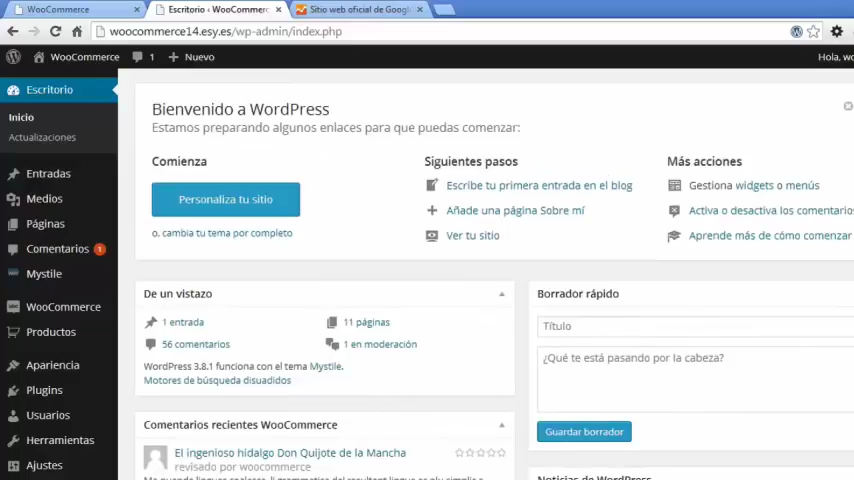 WooCommerce
Escritorio ‹ WooCommerc
Sitio web oficial de Google
woocommerce14.esy.es/wp-admin/index.php
WooCommerce
1
Nuevo
Hola, wo
Escritorio
Inicio
Actualizaciones
Entradas
Medios
Páginas
Comentarios 1
Mystile
WooCommerce
Productos
Apariencia
Plugins
Usuarios
Herramientas
Ajustes
Bienvenido a WordPress
Estamos preparando algunos enlaces para que puedas comenzar:
Comienza
Personaliza tu sitio
o, cambia tu tema por completo
Siguientes pasos
Escribe tu primera entrada en el blog
Añade una página Sobre mí
Ver tu sitio
Más acciones
Gestiona widgets o menús
Activa o desactiva los comentarios
Aprende más de cómo comenzar
De un vistazo
1 entrada
11 páginas
56 comentarios
1 en moderación
WordPress 3.8.1 funciona con el tema Mystile.
Motores de búsqueda disuadidos
Comentarios recientes WooCommerce
El ingenioso hidalgo Don Quijote de la Mancha
revisado por woocommerce
Borrador rápido
Título
¿Qué te está pasando por la cabeza?
Guardar borrador
Noticias de WordPress